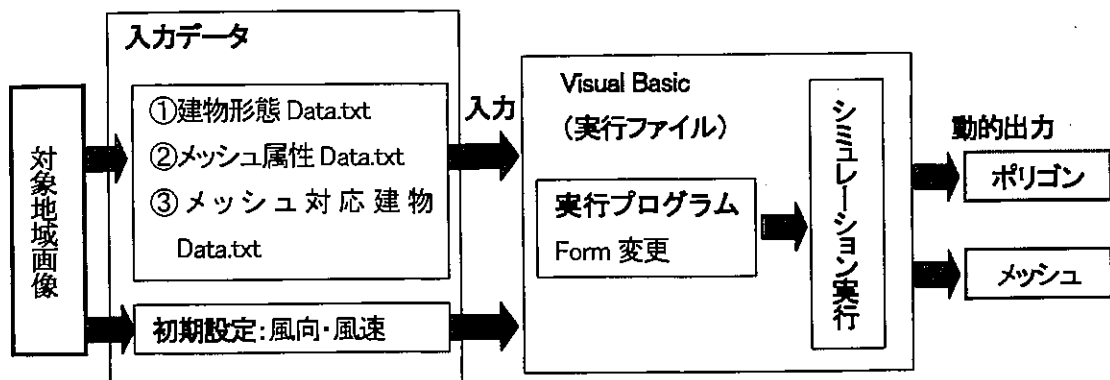 対象地域画像
入力データ
①建物形態 Data.txt
②メッシュ属性 Data.txt
③メッシュ対応建物
Data.txt
初期設定:風向・風速
入力
Visual Basic
(実行ファイル)
実行プログラム
Form 変更
シミュレーション実行
動的出力
ポリゴン
メッシュ